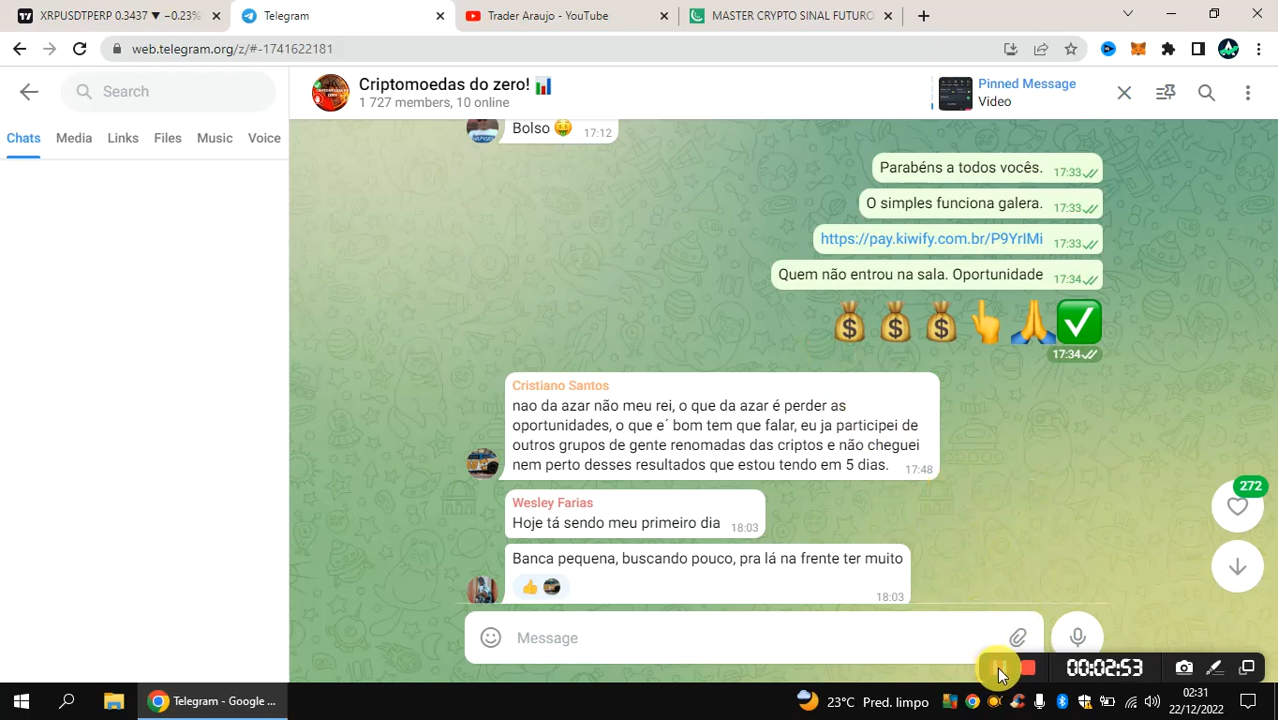 XRPUSDTPERP 0.3437 ▼ −0.23%
Telegram
Trader Araujo - YouTube
MASTER CRYPTO SINAL FUTURO
web.telegram.org/z/#-1741622181
Search
Criptomoedas do zero! 📊
1 727 members, 10 online
Pinned Message
Video
Chats Media Links Files Music Voice
Bolso 🤑 17:12
Parabéns a todos vocês. 17:33
O simples funciona galera. 17:33
https://pay.kiwify.com.br/P9YrIMi 17:33
Quem não entrou na sala. Oportunidade 17:34
💰💰💰👆🙏✅
17:34
Cristiano Santos
nao da azar não meu rei, o que da azar é perder as
oportunidades, o que e´ bom tem que falar, eu ja participei de
outros grupos de gente renomadas das criptos e não cheguei
nem perto desses resultados que estou tendo em 5 dias. 17:48
272
Wesley Farias
Hoje tá sendo meu primeiro dia 18:03
Banca pequena, buscando pouco, pra lá na frente ter muito
👍 18:03
Message
00:02:53
Telegram - Google ...
23°C Pred. limpo
02:31
22/12/2022